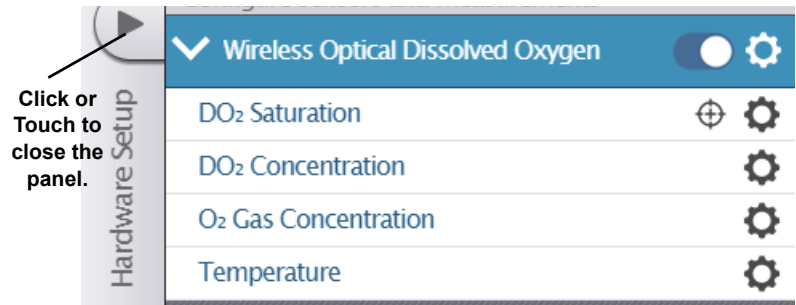 Wireless Optical Dissolved Oxygen
Click or
Touch to
close the
panel.
Hardware Setup
DO₂ Saturation
DO₂ Concentration
O₂ Gas Concentration
Temperature